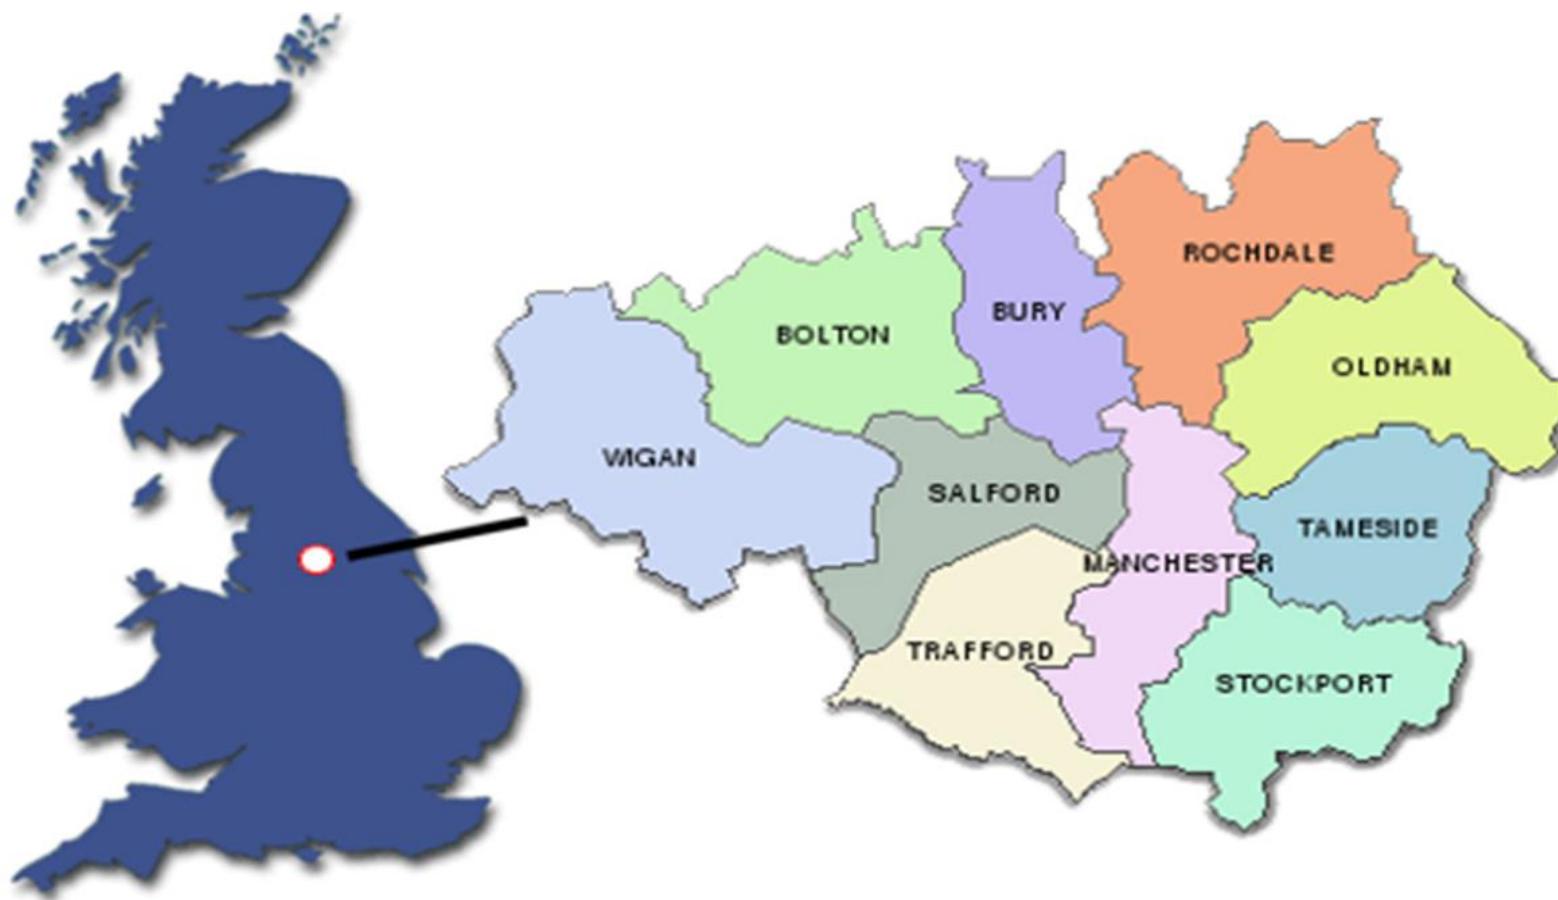 ROCHDALE
BURY
BOLTON
OLDHAM
WIGAN
SALFORD
TAMESIDE
MANCHESTER
TRAFFORD
STOCKPORT